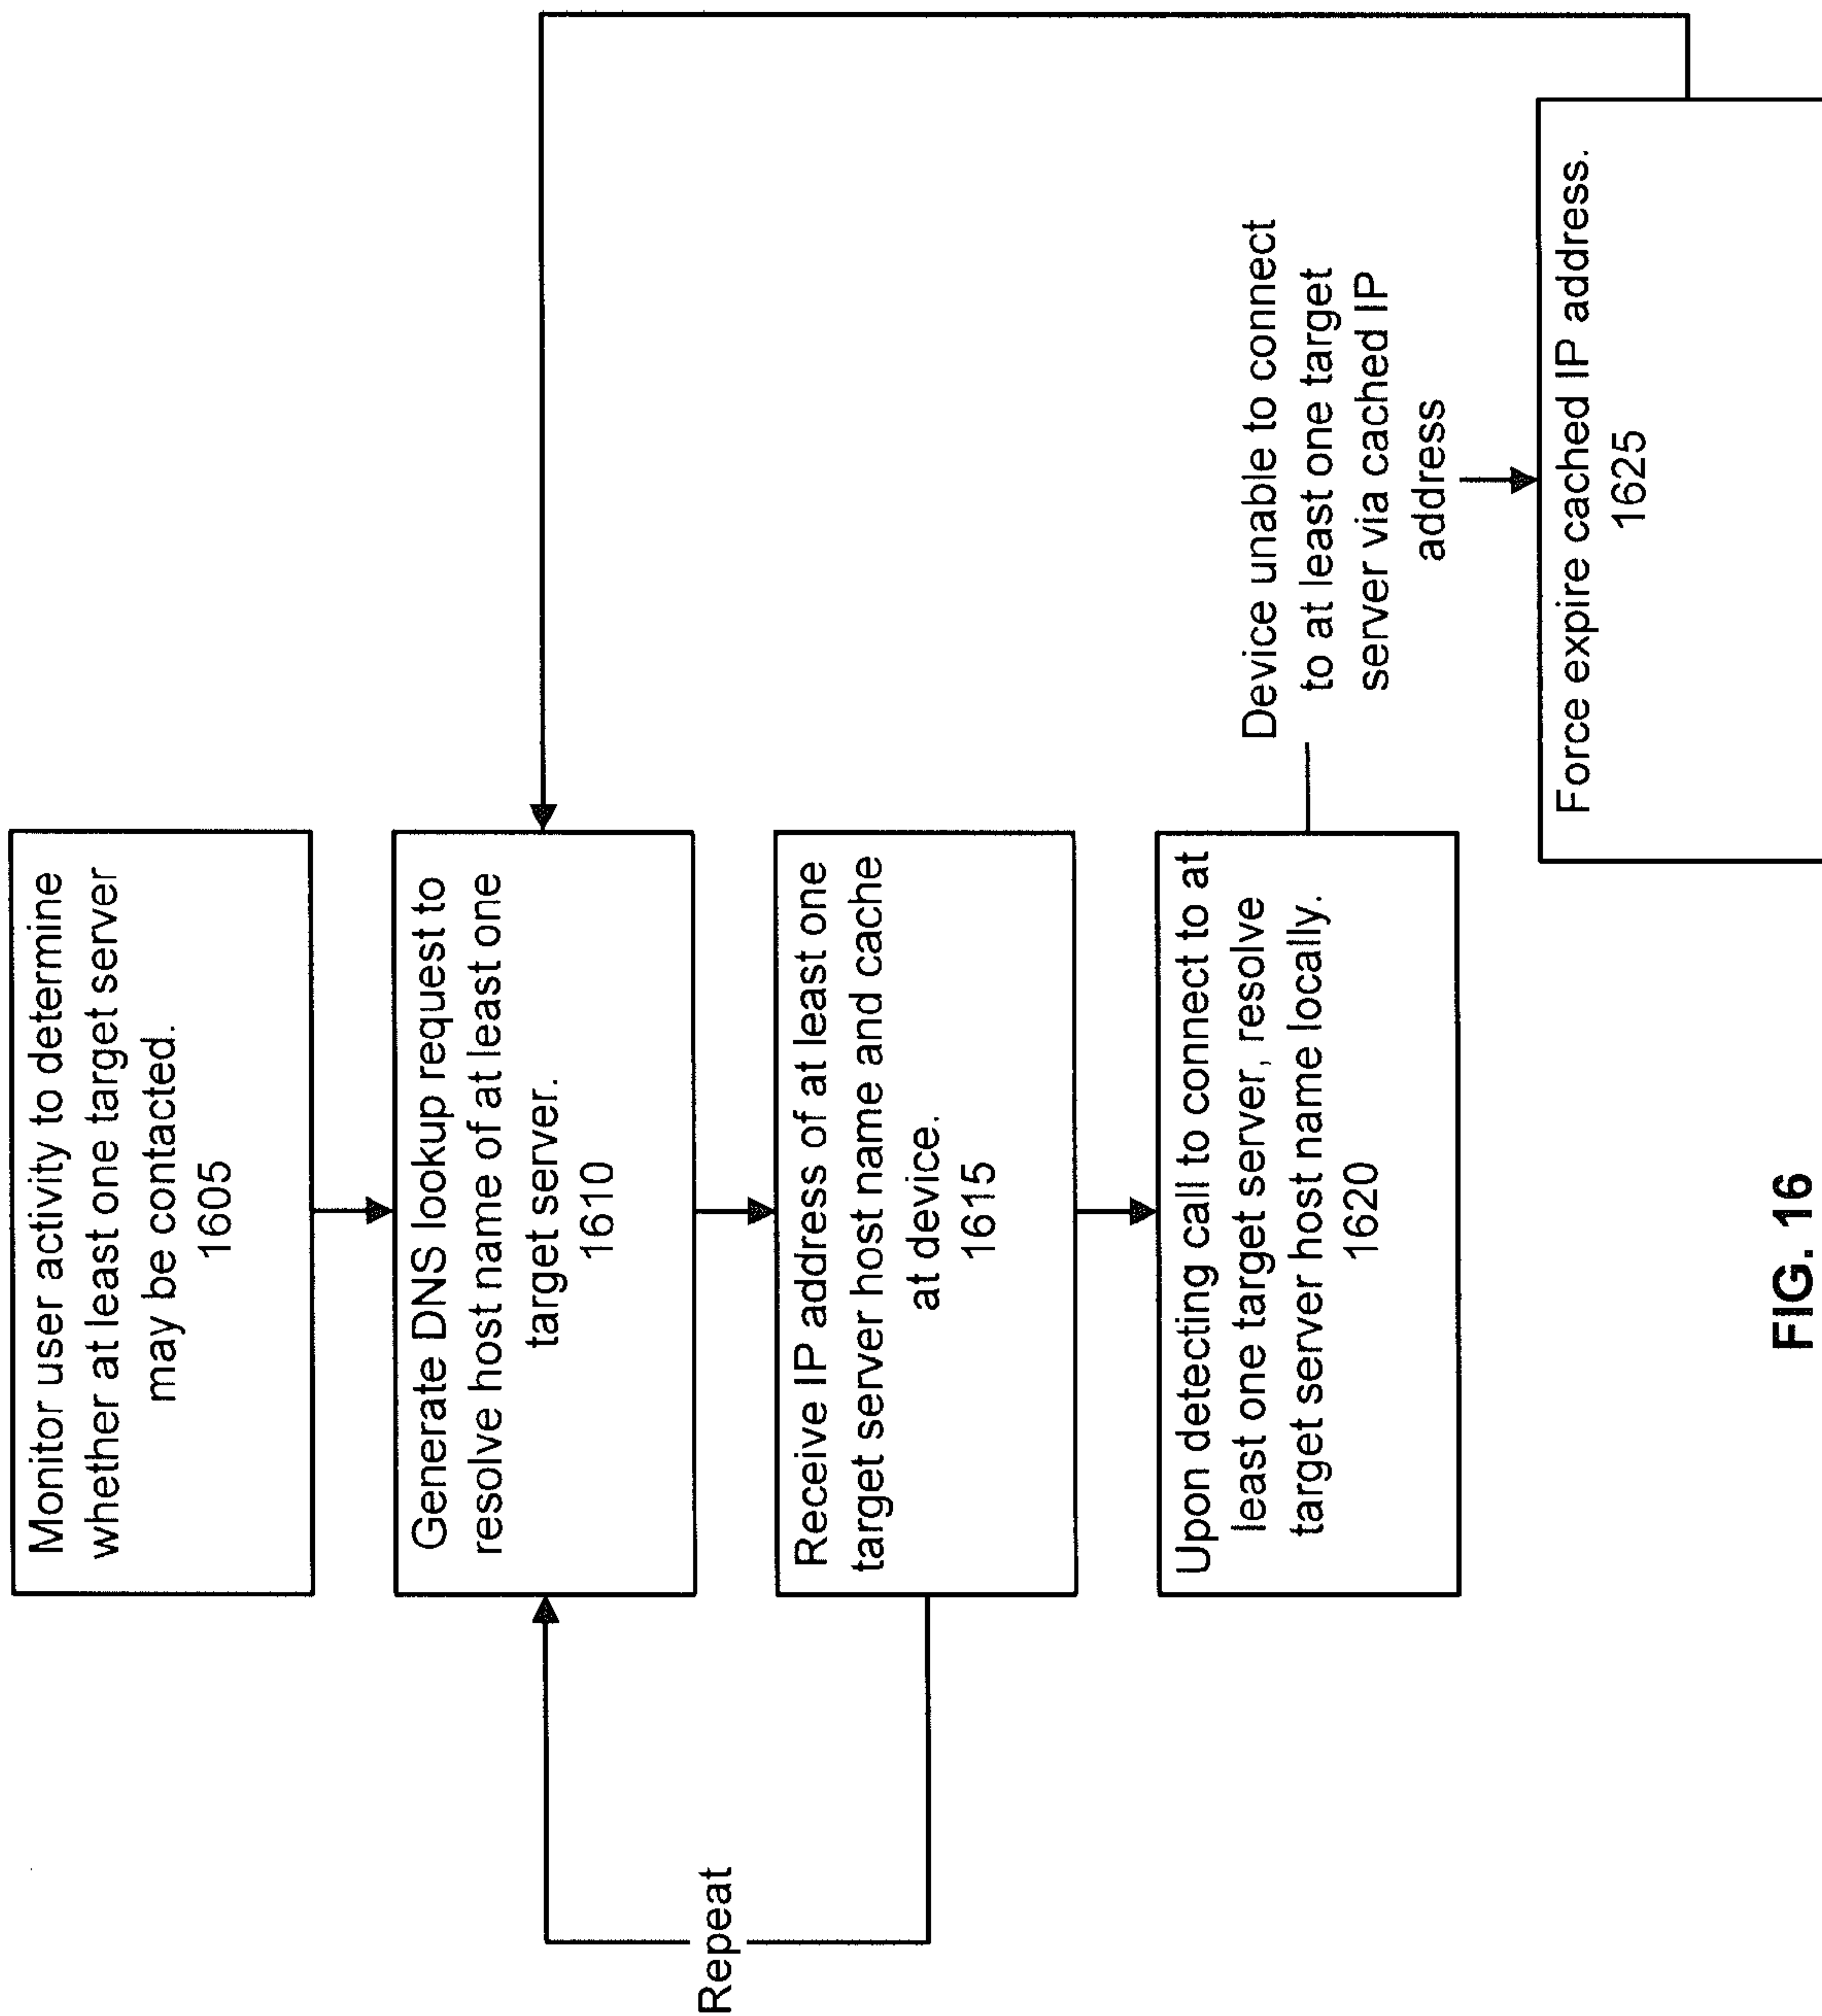 Monitor user activity to determine
whether at least one target server
may be contacted.
1605
Generate DNS lookup request to
resolve host name of at least one
target server.
1610
Repeat
Receive IP address of at least one
target server host name and cache
at device.
1615
Upon detecting call to connect to at
least one target server, resolve
target server host name locally.
1620
Device unable to connect
to at least one target
server via cached IP
address
Force expire cached IP address.
1625
FIG. 16